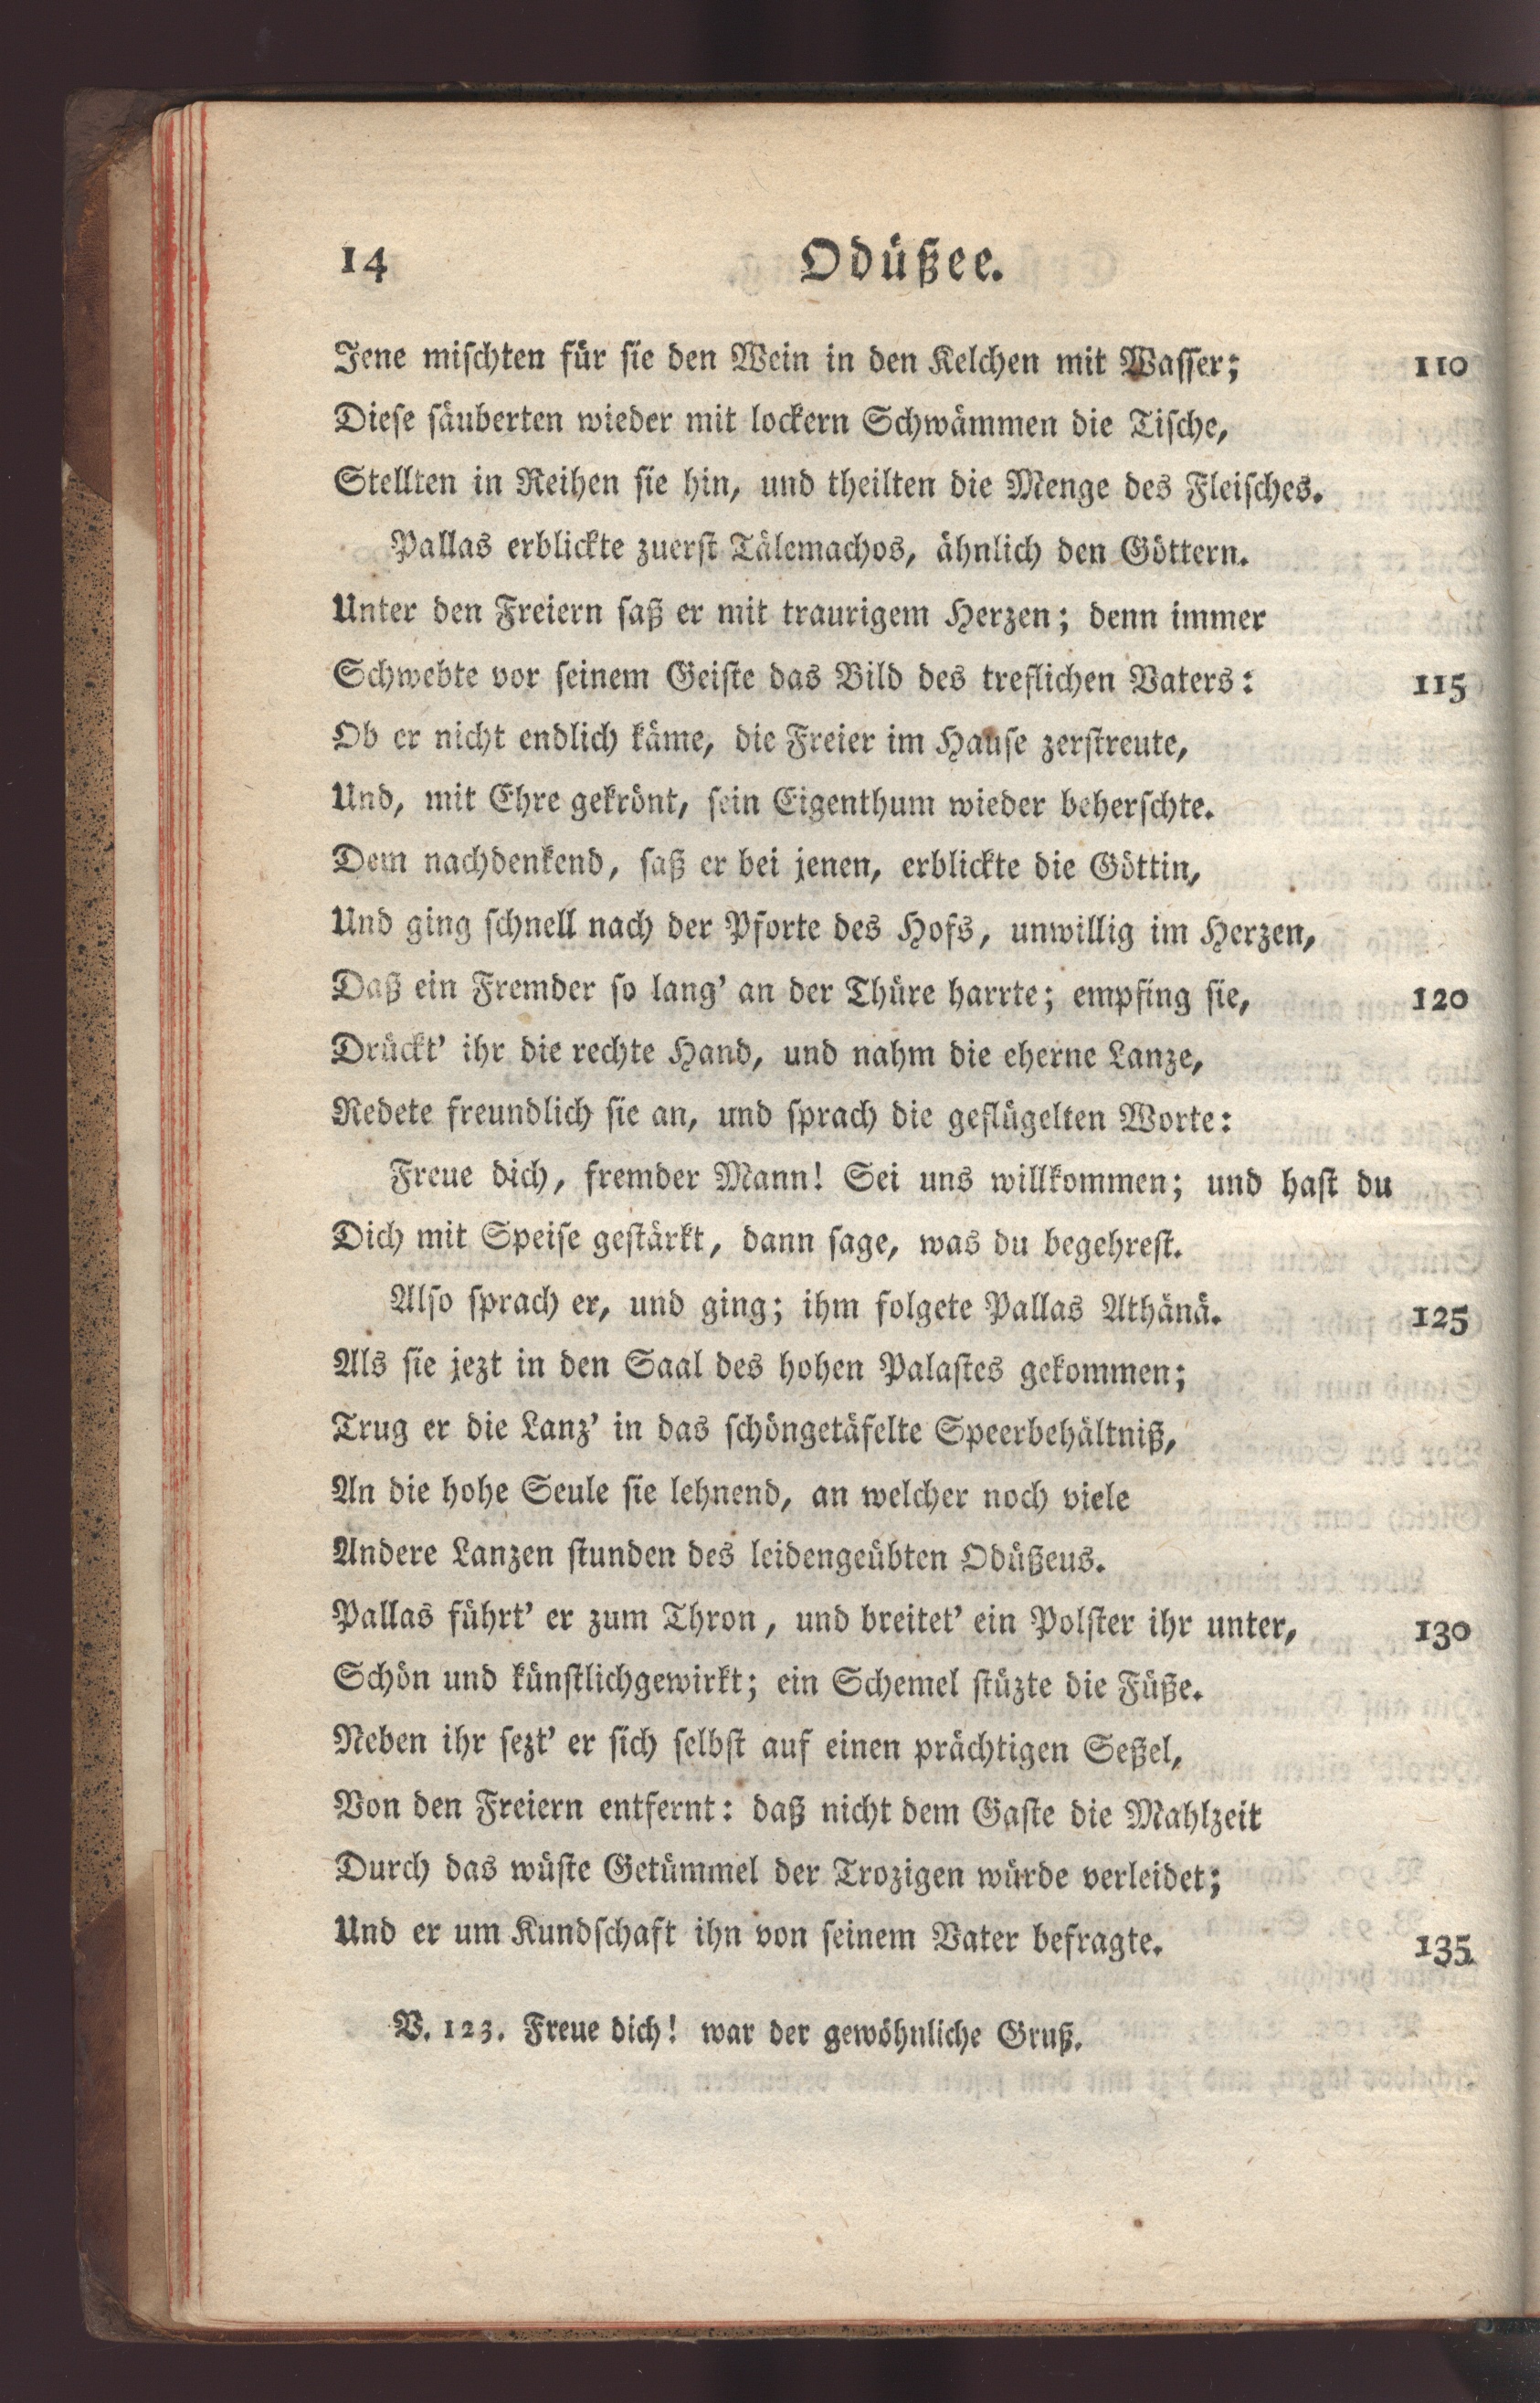 14 Odüßee.
Jene mischten für sie den Wein in den Kelchen mit Wasser; 110
Diese säuberten wieder mit lockern Schwämmen die Tische,
Stellten in Reihen sie hin, und theilten die Menge des Fleisches.
Pallas erblickte zuerst Tälemachos, ähnlich den Göttern.
Unter den Freiern saß er mit traurigem Herzen; denn immer
Schwebte vor seinem Geiste das Bild des treflichen Vaters: 115
Ob er nicht endlich käme, die Freier im Hause zerstreute,
Und, mit Ehre gekrönt, sein Eigenthum wieder beherschte.
Dem nachdenkend, saß er bei jenen, erblickte die Göttin,
Und ging schnell nach der Pforte des Hofs, unwillig im Herzen,
Daß ein Fremder so lang' an der Thüre harrte; empfing sie, 120
Drückt' ihr die rechte Hand, und nahm die eherne Lanze,
Redete freundlich sie an, und sprach die geflügelten Worte:
Freue dich, fremder Mann! Sei uns willkommen; und hast du
Dich mit Speise gestärkt, dann sage, was du begehrest.
Also sprach er, und ging; ihm folgete Pallas Athänä. 125
Als sie jezt in den Saal des hohen Palastes gekommen;
Trug er die Lanz' in das schöngetäfelte Speerbehältniß,
An die hohe Seule sie lehnend, an welcher noch viele
Andere Lanzen stunden des leidengeübten Odüßeus.
Pallas führt' er zum Thron, und breitet' ein Polster ihr unter, 130
Schön und künstlichgewirkt; ein Schemel stüzte die Füße.
Neben ihr sezt' er sich selbst auf einen prächtigen Seßel,
Von den Freiern entfernt: daß nicht dem Gaste die Mahlzeit
Durch das wüste Getümmel der Trozigen würde verleidet;
Und er um Kundschaft ihn von seinem Vater befragte. 135
V. 123. Freue dich! war der gewöhnliche Gruß.